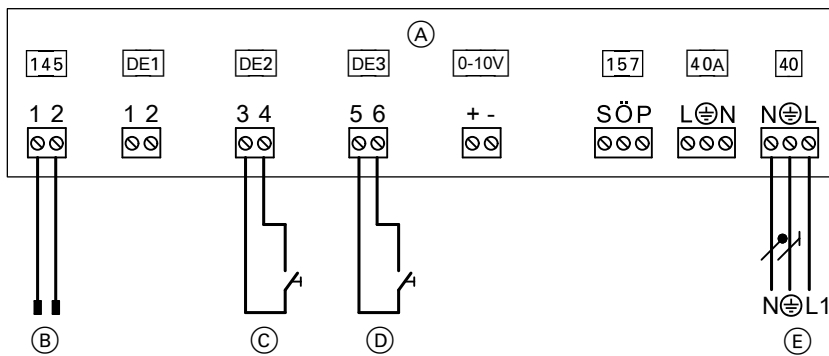 A
145 DE1 DE2 DE3 0-10V 157 40A 40
1 2 1 2 3 4 5 6 + - SÖP L⏚N N⏚L
N⏚L1
B C D E